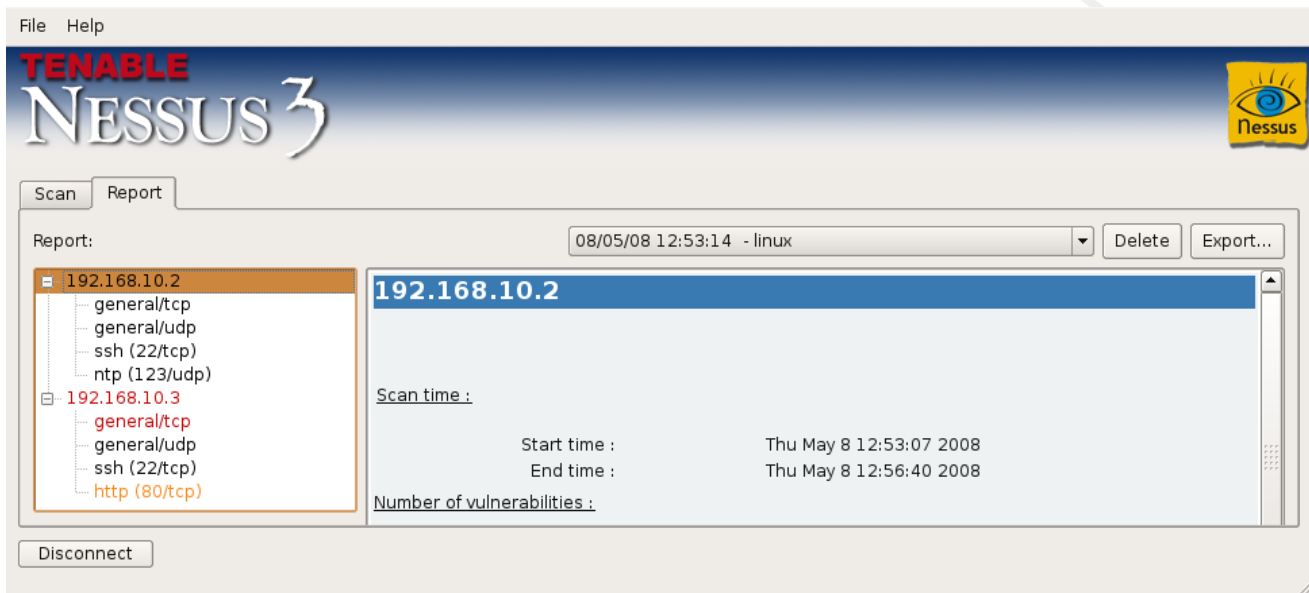 File Help
TENABLE
NESSUS 3
Nessus
Scan Report
Report: 08/05/08 12:53:14 - linux Delete Export...
192.168.10.2
general/tcp
general/udp
ssh (22/tcp)
ntp (123/udp)
192.168.10.3
general/tcp
general/udp
ssh (22/tcp)
http (80/tcp)
192.168.10.2
Scan time :
Start time : Thu May 8 12:53:07 2008
End time : Thu May 8 12:56:40 2008
Number of vulnerabilities :
Disconnect